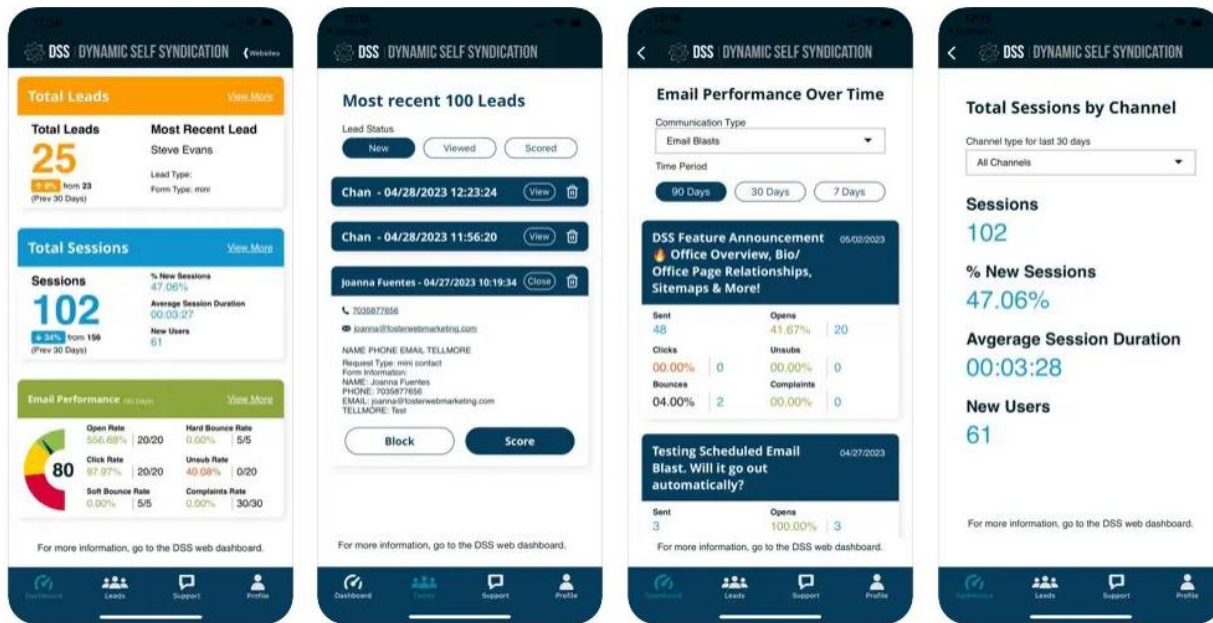 DSS DYNAMIC SELF SYNDICATION Websites
Total Leads View More
Total Leads
25
8% from 23
(Prev 30 Days)
Most Recent Lead
Steve Evans
Lead Type:
Form Type: mini
Total Sessions View More
Sessions
102
34% from 156
(Prev 30 Days)
% New Sessions
47.06%
Average Session Duration
00:03:27
New Users
61
Email Performance View More
80
Open Rate
556.68% 20/20
Hard Bounce Rate
0.00% 5/5
Click Rate
97.97% 20/20
Unsub Rate
40.08% 0/20
Soft Bounce Rate
0.00% 5/5
Complaints Rate
0.00% 30/30
For more information, go to the DSS web dashboard.
Dashboard Leads Support Profile
DSS DYNAMIC SELF SYNDICATION
Most recent 100 Leads
Lead Status
New Viewed Scored
Chan - 04/28/2023 12:23:24 View
Chan - 04/28/2023 11:56:20 View
Joanna Fuentes - 04/27/2023 10:19:34 Close
7035877656
joanna@fosterwebmarketing.com
NAME PHONE EMAIL TELLMORE
Request Type: mini contact
Form Information:
NAME: Joanna Fuentes
PHONE: 7035877656
EMAIL: joanna@fosterwebmarketing.com
TELLMORE: Test
Block Score
For more information, go to the DSS web dashboard.
Dashboard Support Profile
DSS DYNAMIC SELF SYNDICATION
Email Performance Over Time
Communication Type
Email Blasts
Time Period
90 Days 30 Days 7 Days
DSS Feature Announcement 05/02/2023
🔥 Office Overview, Bio/
Office Page Relationships,
Sitemaps & More!
Sent
48
Opens
41.67% 20
Clicks
00.00% 0
Unsubs
00.00% 0
Bounces
04.00% 2
Complaints
00.00% 0
Testing Scheduled Email 04/27/2023
Blast. Will it go out
automatically?
Sent
3
Opens
100.00% 3
For more information, go to the DSS web dashboard.
Leads Support Profile
DSS DYNAMIC SELF SYNDICATION
Total Sessions by Channel
Channel type for last 30 days
All Channels
Sessions
102
% New Sessions
47.06%
Avgerage Session Duration
00:03:28
New Users
61
For more information, go to the DSS web dashboard.
Leads Support Profile